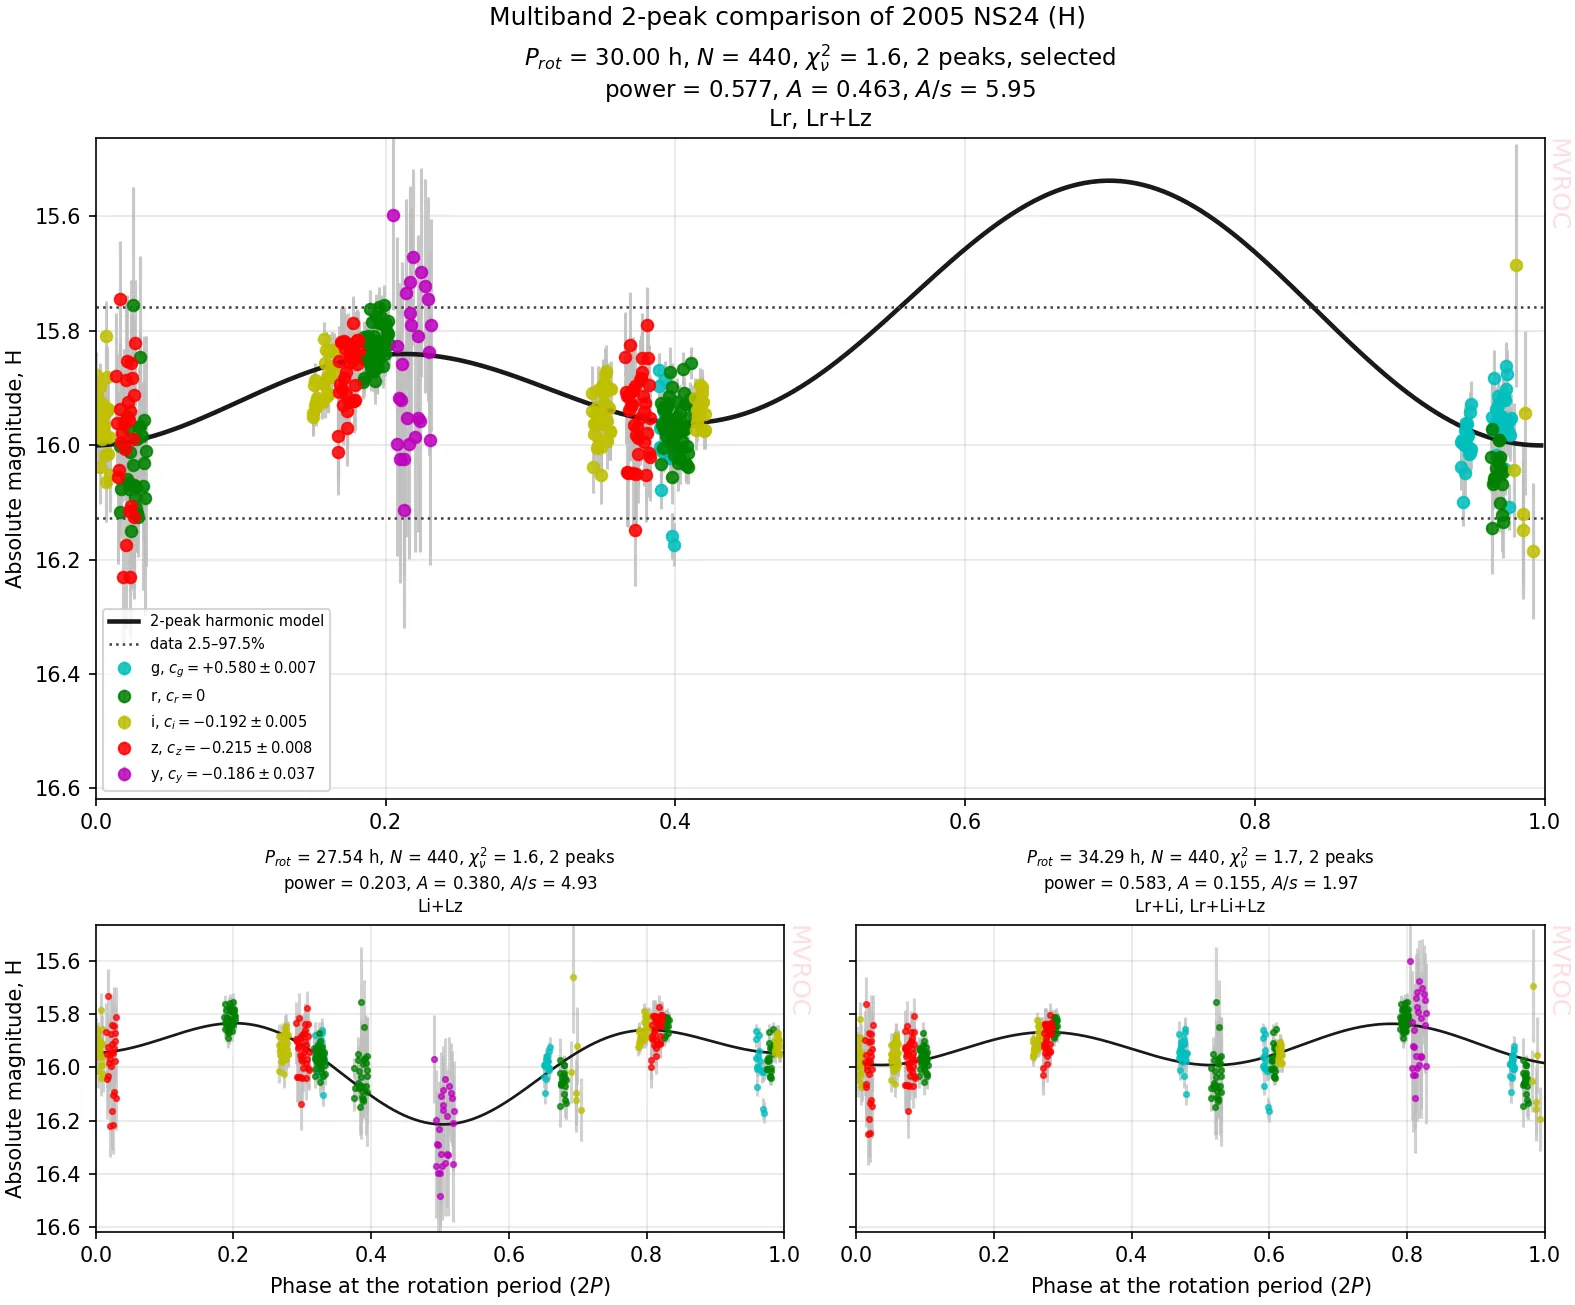 Multiband 2-peak comparison of 2005 NS24 (H)
P_rot = 30.00 h, N = 440, χ²_ν = 1.6, 2 peaks, selected
power = 0.577, A = 0.463, A/s = 5.95
Lr, Lr+Lz
MVROC
Absolute magnitude, H
15.6
15.8
16.0
16.2
16.4
16.6
2-peak harmonic model
data 2.5–97.5%
g, c_g = +0.580 ± 0.007
r, c_r = 0
i, c_i = −0.192 ± 0.005
z, c_z = −0.215 ± 0.008
y, c_y = −0.186 ± 0.037
0.0 0.2 0.4 0.6 0.8 1.0
P_rot = 27.54 h, N = 440, χ²_ν = 1.6, 2 peaks
power = 0.203, A = 0.380, A/s = 4.93
Li+Lz
MVROC
Absolute magnitude, H
15.6
15.8
16.0
16.2
16.4
16.6
0.0 0.2 0.4 0.6 0.8 1.0
Phase at the rotation period (2P)
P_rot = 34.29 h, N = 440, χ²_ν = 1.7, 2 peaks
power = 0.583, A = 0.155, A/s = 1.97
Lr+Li, Lr+Li+Lz
MVROC
0.0 0.2 0.4 0.6 0.8 1.0
Phase at the rotation period (2P)